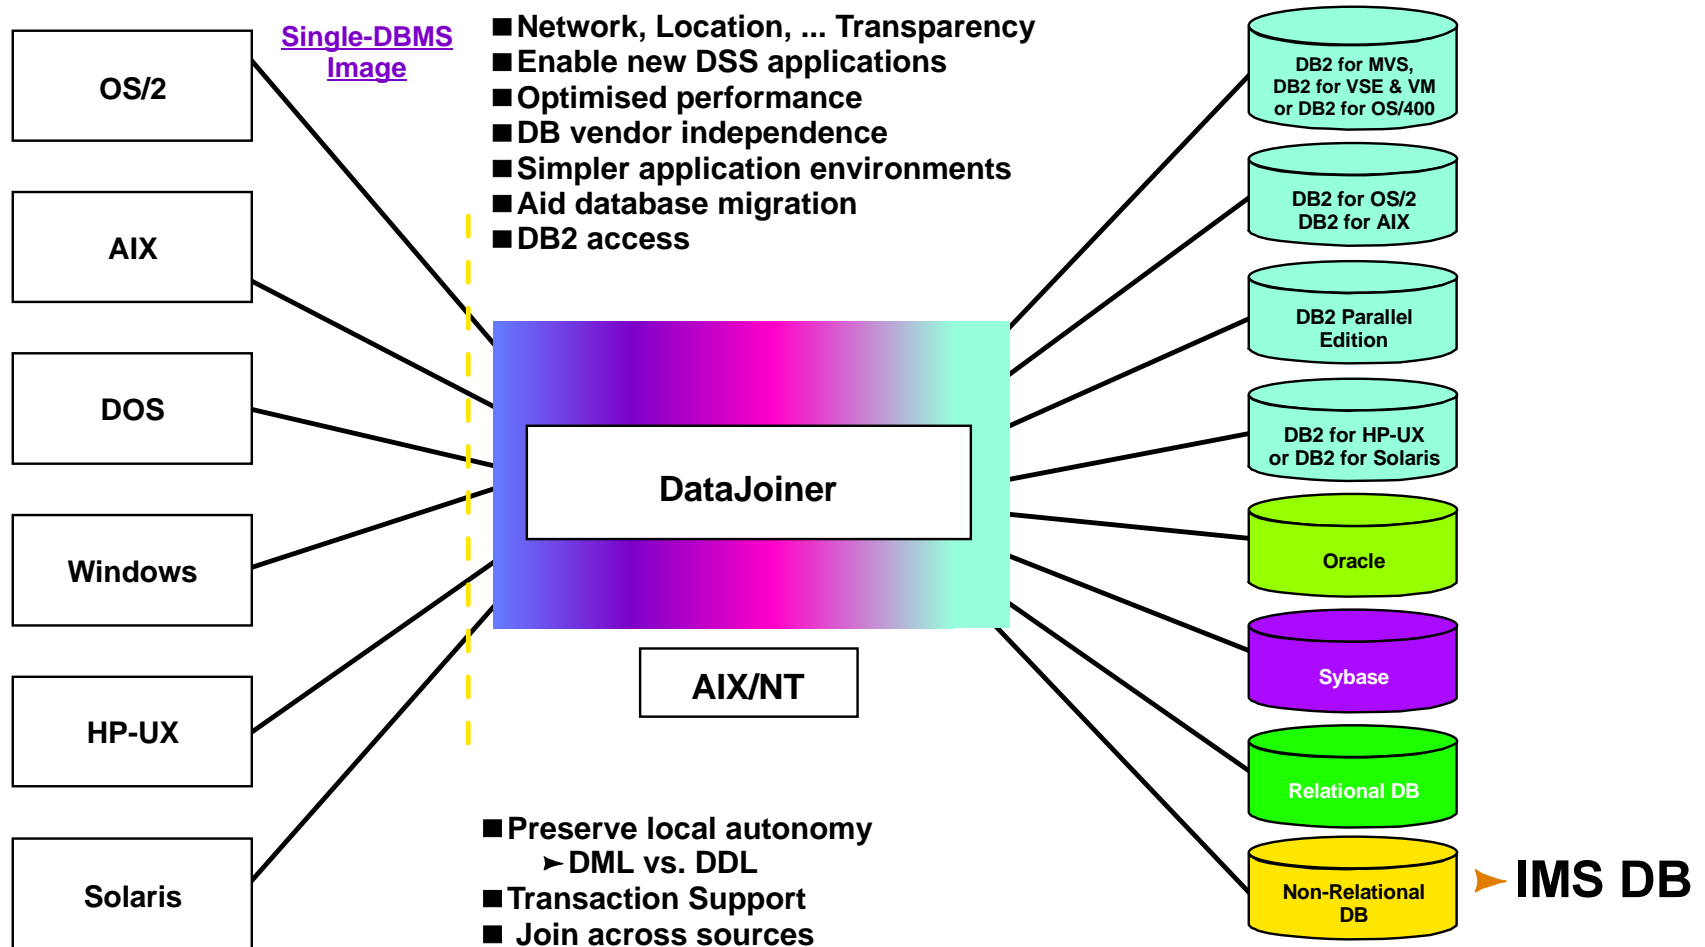 Single-DBMS
Image
■ Network, Location, ... Transparency
■ Enable new DSS applications
■ Optimised performance
■ DB vendor independence
■ Simpler application environments
■ Aid database migration
■ DB2 access
OS/2
AIX
DOS
Windows
HP-UX
Solaris
DataJoiner
AIX/NT
■ Preserve local autonomy
➤ DML vs. DDL
■ Transaction Support
■ Join across sources
DB2 for MVS,
DB2 for VSE & VM
or DB2 for OS/400
DB2 for OS/2
DB2 for AIX
DB2 Parallel
Edition
DB2 for HP-UX
or DB2 for Solaris
Oracle
Sybase
Relational DB
Non-Relational
DB
➤ IMS DB